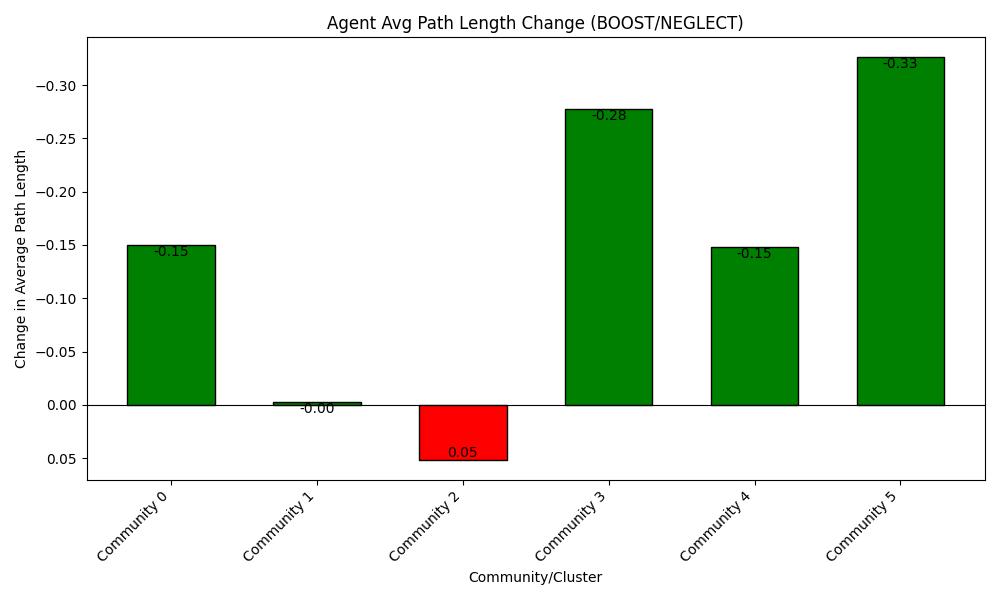 Agent Avg Path Length Change (BOOST/NEGLECT)
Change in Average Path Length
−0.30
−0.25
−0.20
−0.15
−0.10
−0.05
0.00
0.05
-0.15
-0.00
0.05
-0.28
-0.15
-0.33
Community 0
Community 1
Community 2
Community 3
Community 4
Community 5
Community/Cluster